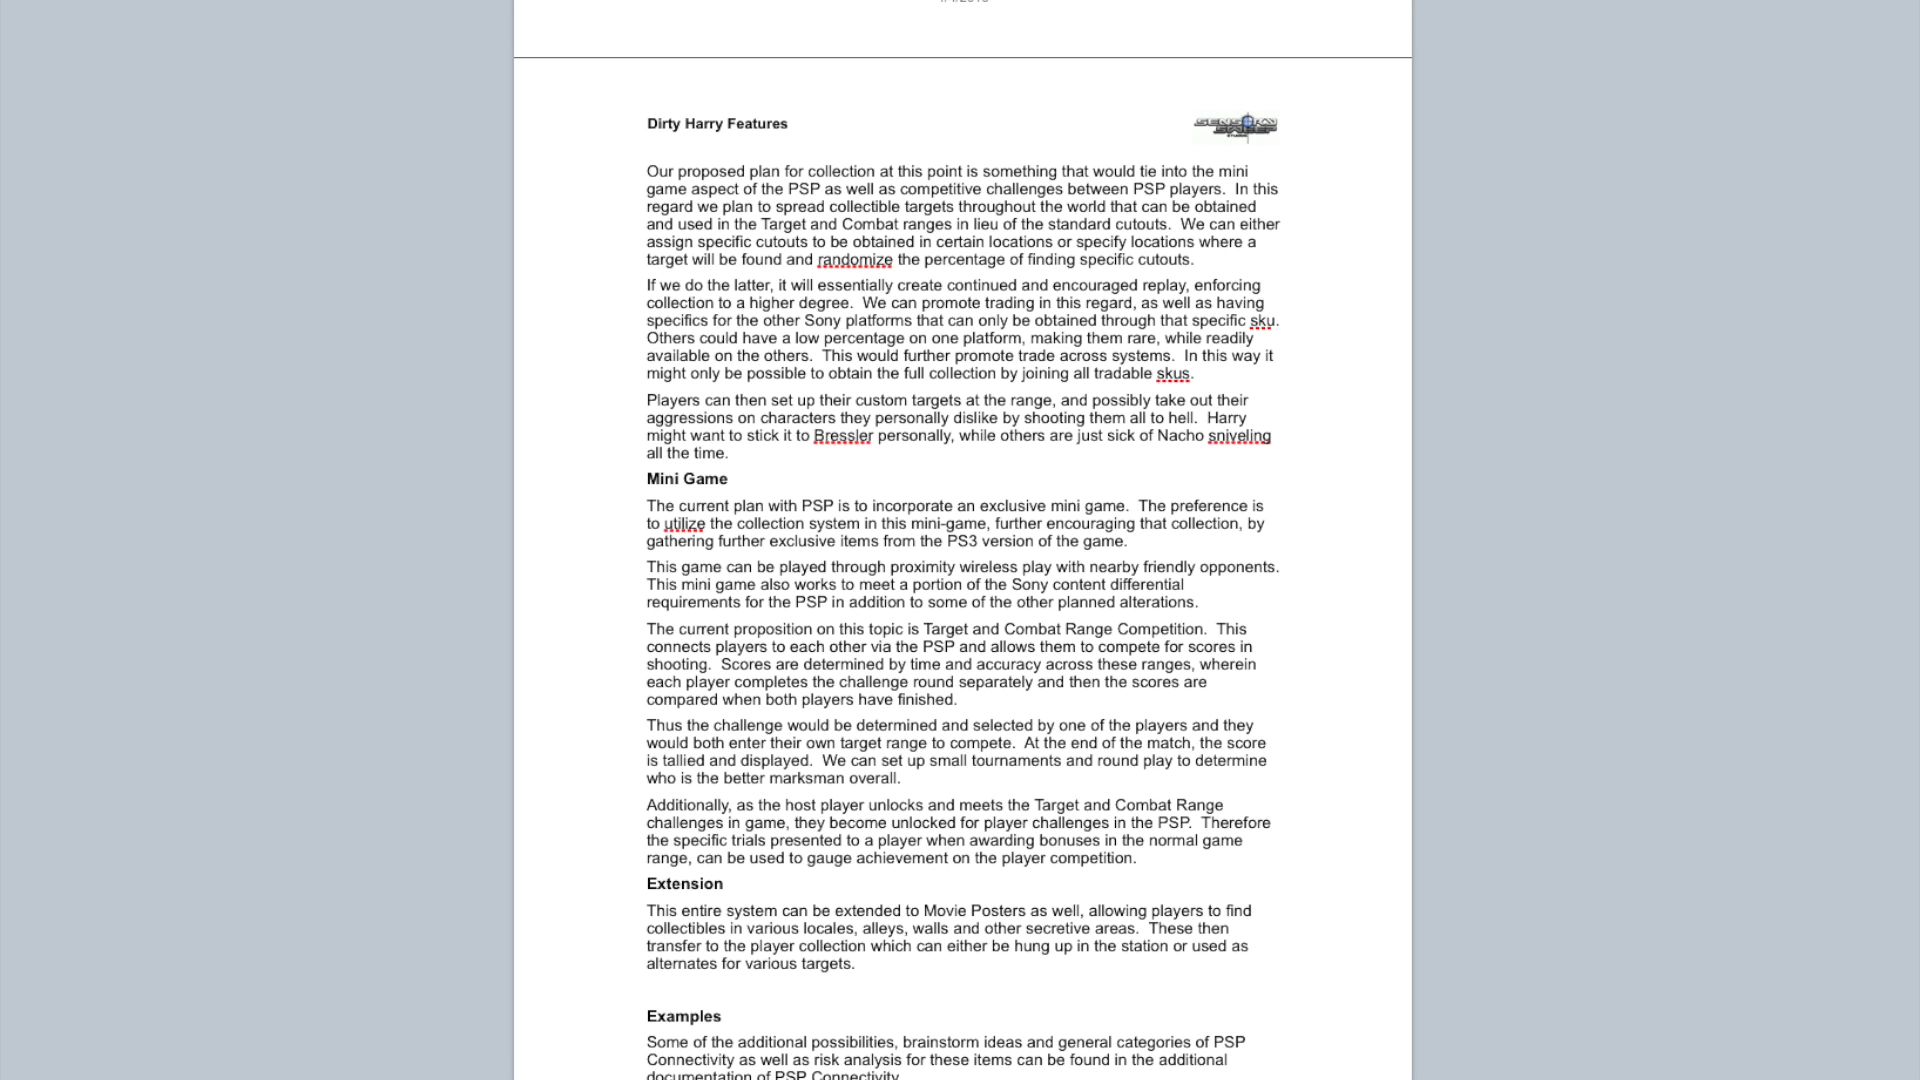 Dirty Harry Features
SENSORY
SWEEP
Our proposed plan for collection at this point is something that would tie into the mini
game aspect of the PSP as well as competitive challenges between PSP players.  In this
regard we plan to spread collectible targets throughout the world that can be obtained
and used in the Target and Combat ranges in lieu of the standard cutouts.  We can either
assign specific cutouts to be obtained in certain locations or specify locations where a
target will be found and randomize the percentage of finding specific cutouts.
If we do the latter, it will essentially create continued and encouraged replay, enforcing
collection to a higher degree.  We can promote trading in this regard, as well as having
specifics for the other Sony platforms that can only be obtained through that specific sku.
Others could have a low percentage on one platform, making them rare, while readily
available on the others.  This would further promote trade across systems.  In this way it
might only be possible to obtain the full collection by joining all tradable skus.
Players can then set up their custom targets at the range, and possibly take out their
aggressions on characters they personally dislike by shooting them all to hell.  Harry
might want to stick it to Bressler personally, while others are just sick of Nacho sniveling
all the time.
Mini Game
The current plan with PSP is to incorporate an exclusive mini game.  The preference is
to utilize the collection system in this mini-game, further encouraging that collection, by
gathering further exclusive items from the PS3 version of the game.
This game can be played through proximity wireless play with nearby friendly opponents.
This mini game also works to meet a portion of the Sony content differential
requirements for the PSP in addition to some of the other planned alterations.
The current proposition on this topic is Target and Combat Range Competition.  This
connects players to each other via the PSP and allows them to compete for scores in
shooting.  Scores are determined by time and accuracy across these ranges, wherein
each player completes the challenge round separately and then the scores are
compared when both players have finished.
Thus the challenge would be determined and selected by one of the players and they
would both enter their own target range to compete.  At the end of the match, the score
is tallied and displayed.  We can set up small tournaments and round play to determine
who is the better marksman overall.
Additionally, as the host player unlocks and meets the Target and Combat Range
challenges in game, they become unlocked for player challenges in the PSP.  Therefore
the specific trials presented to a player when awarding bonuses in the normal game
range, can be used to gauge achievement on the player competition.
Extension
This entire system can be extended to Movie Posters as well, allowing players to find
collectibles in various locales, alleys, walls and other secretive areas.  These then
transfer to the player collection which can either be hung up in the station or used as
alternates for various targets.
Examples
Some of the additional possibilities, brainstorm ideas and general categories of PSP
Connectivity as well as risk analysis for these items can be found in the additional
documentation of PSP Connectivity